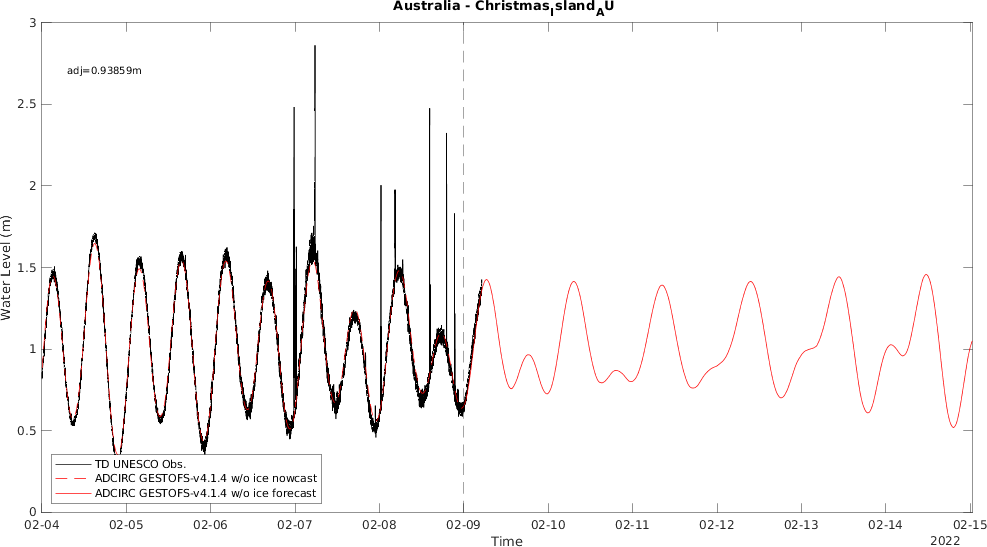 Australia - ChristmasIslandAU
adj=0.93859m
3
2.5
2
1.5
1
0.5
0
Water Level (m)
TD UNESCO Obs.
ADCIRC GESTOFS-v4.1.4 w/o ice nowcast
ADCIRC GESTOFS-v4.1.4 w/o ice forecast
02-04 02-05 02-06 02-07 02-08 02-09 02-10 02-11 02-12 02-13 02-14 02-15
Time
2022